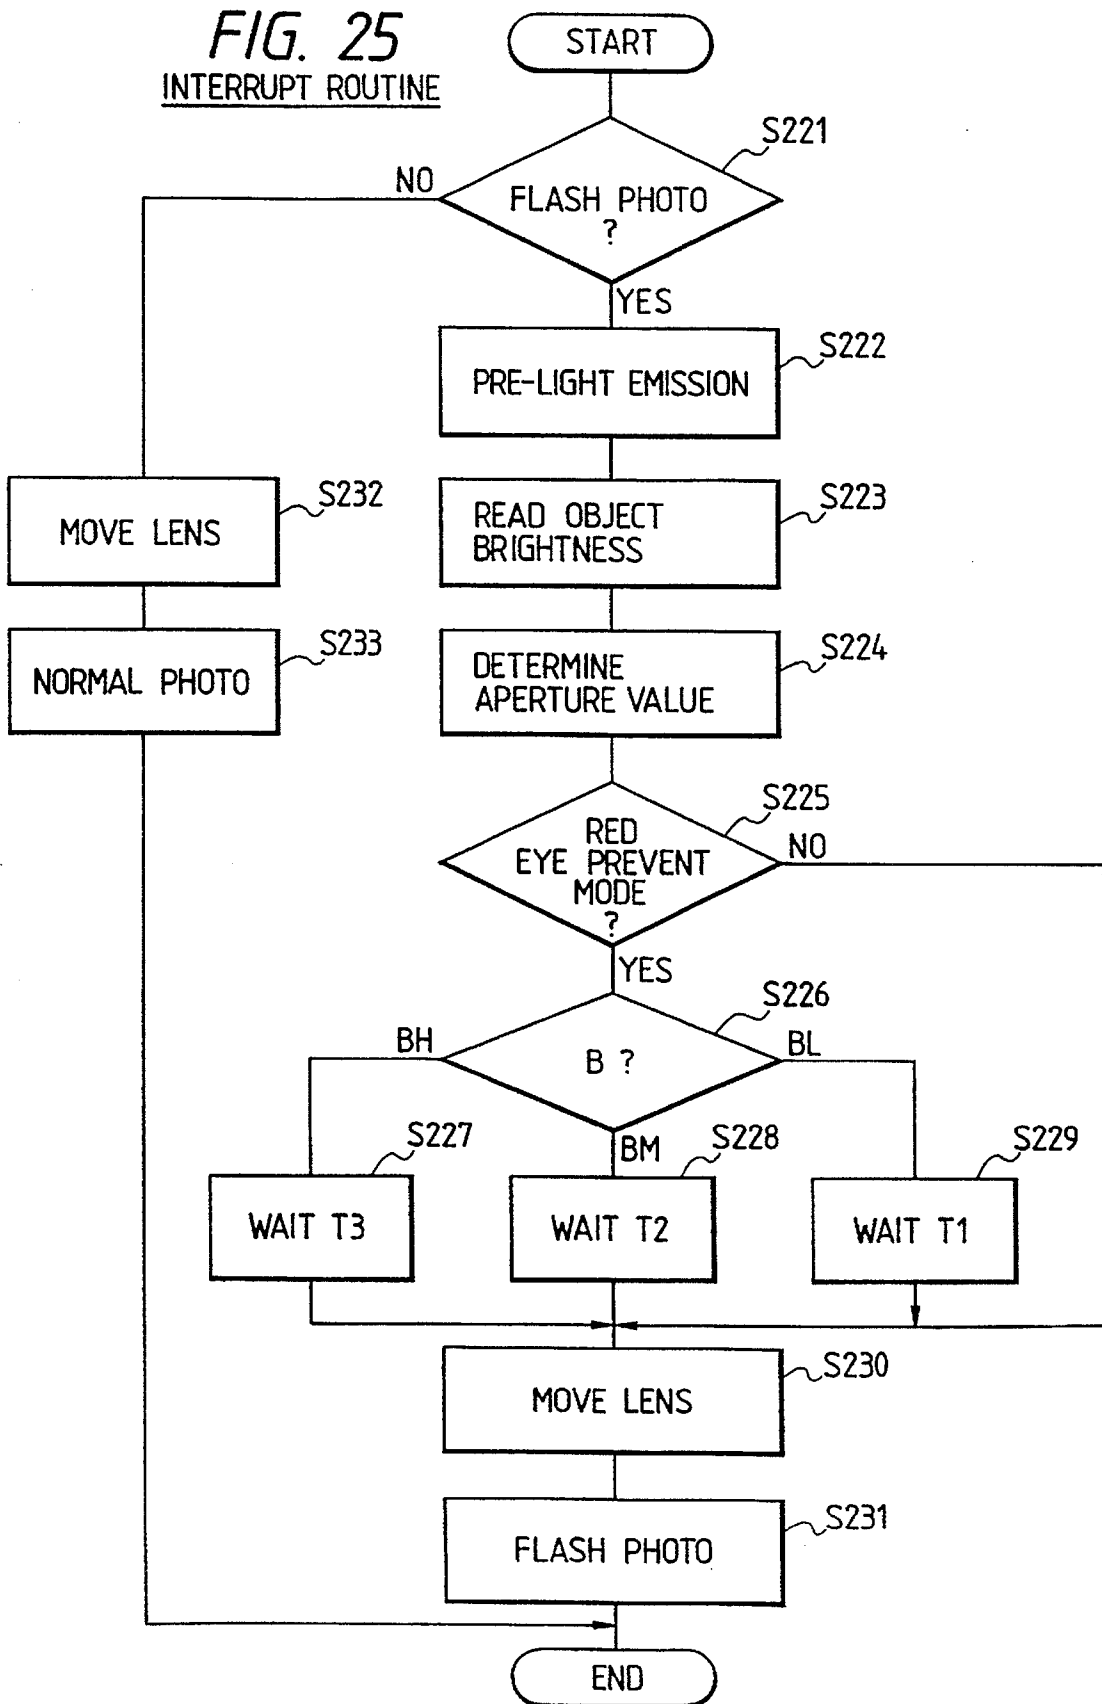 FIG. 25
INTERRUPT ROUTINE
START
S221
NO
FLASH PHOTO
?
YES
S222
PRE-LIGHT EMISSION
S232
MOVE LENS
S223
READ OBJECT
BRIGHTNESS
S233
NORMAL PHOTO
S224
DETERMINE
APERTURE VALUE
S225
RED
EYE PREVENT
MODE
?
NO
YES
S226
BH
B ?
BL
BM
S227
WAIT T3
S228
WAIT T2
S229
WAIT T1
S230
MOVE LENS
S231
FLASH PHOTO
END